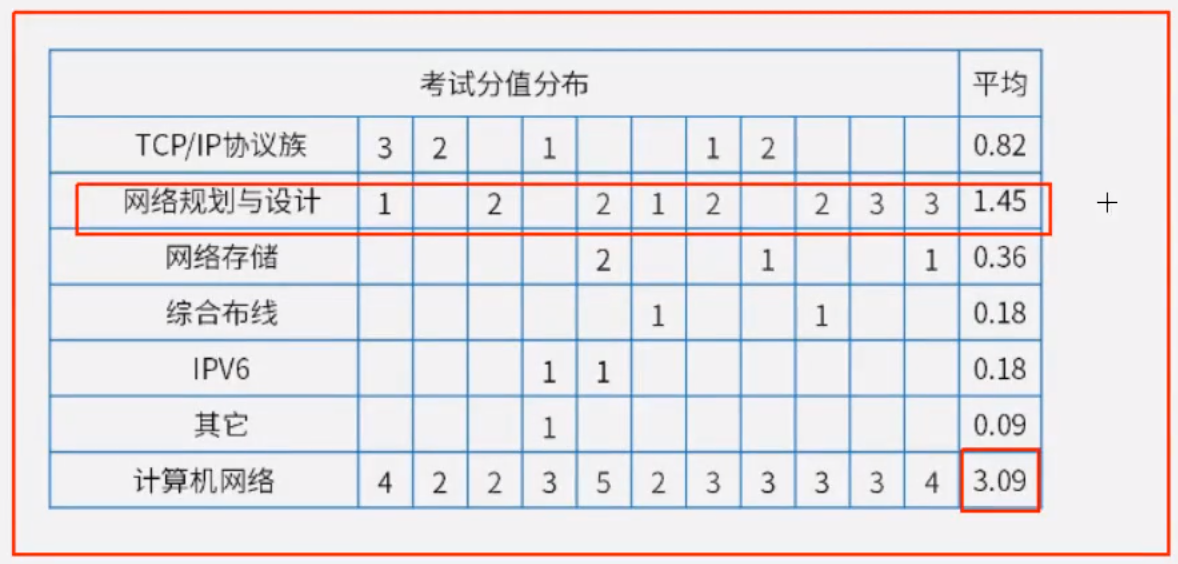 考试分值分布 平均
TCP/IP协议族 3 2 1 1 2 0.82
网络规划与设计 1 2 2 1 2 2 3 3 1.45
网络存储 2 1 1 0.36
综合布线 1 1 0.18
IPV6 1 1 0.18
其它 1 0.09
计算机网络 4 2 2 3 5 2 3 3 3 3 4 3.09